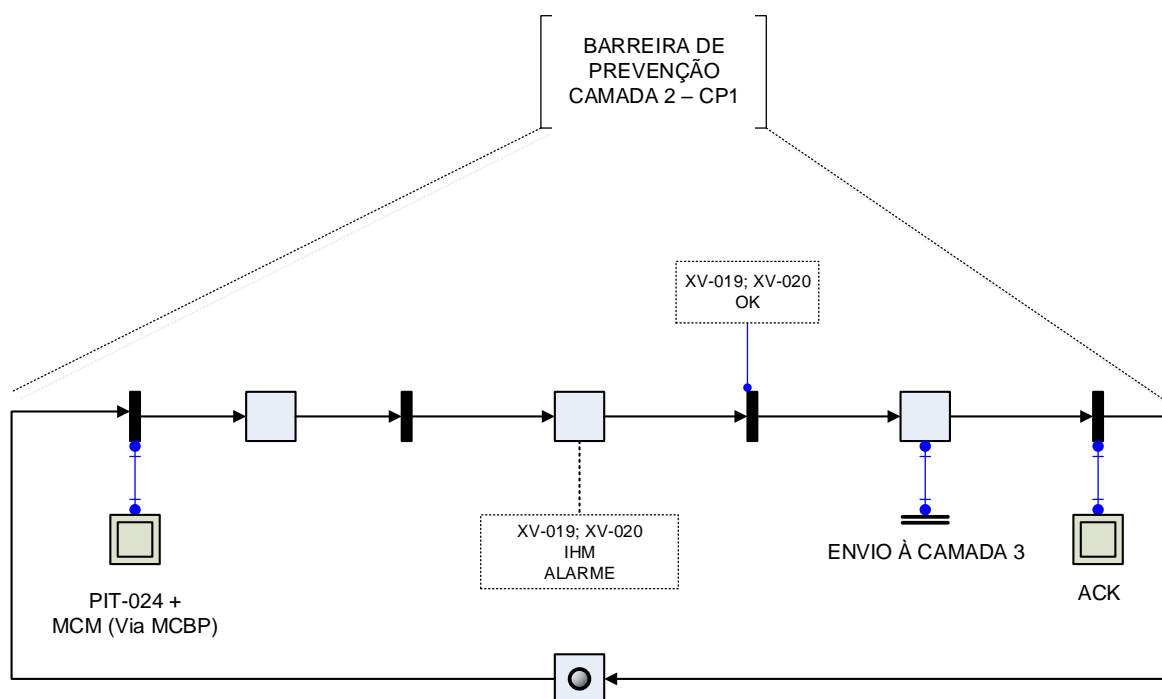 BARREIRA DE
PREVENÇÃO
CAMADA 2 – CP1
XV-019; XV-020
OK
XV-019; XV-020
IHM
ALARME
ENVIO À CAMADA 3
PIT-024 +
MCM (Via MCBP)
ACK